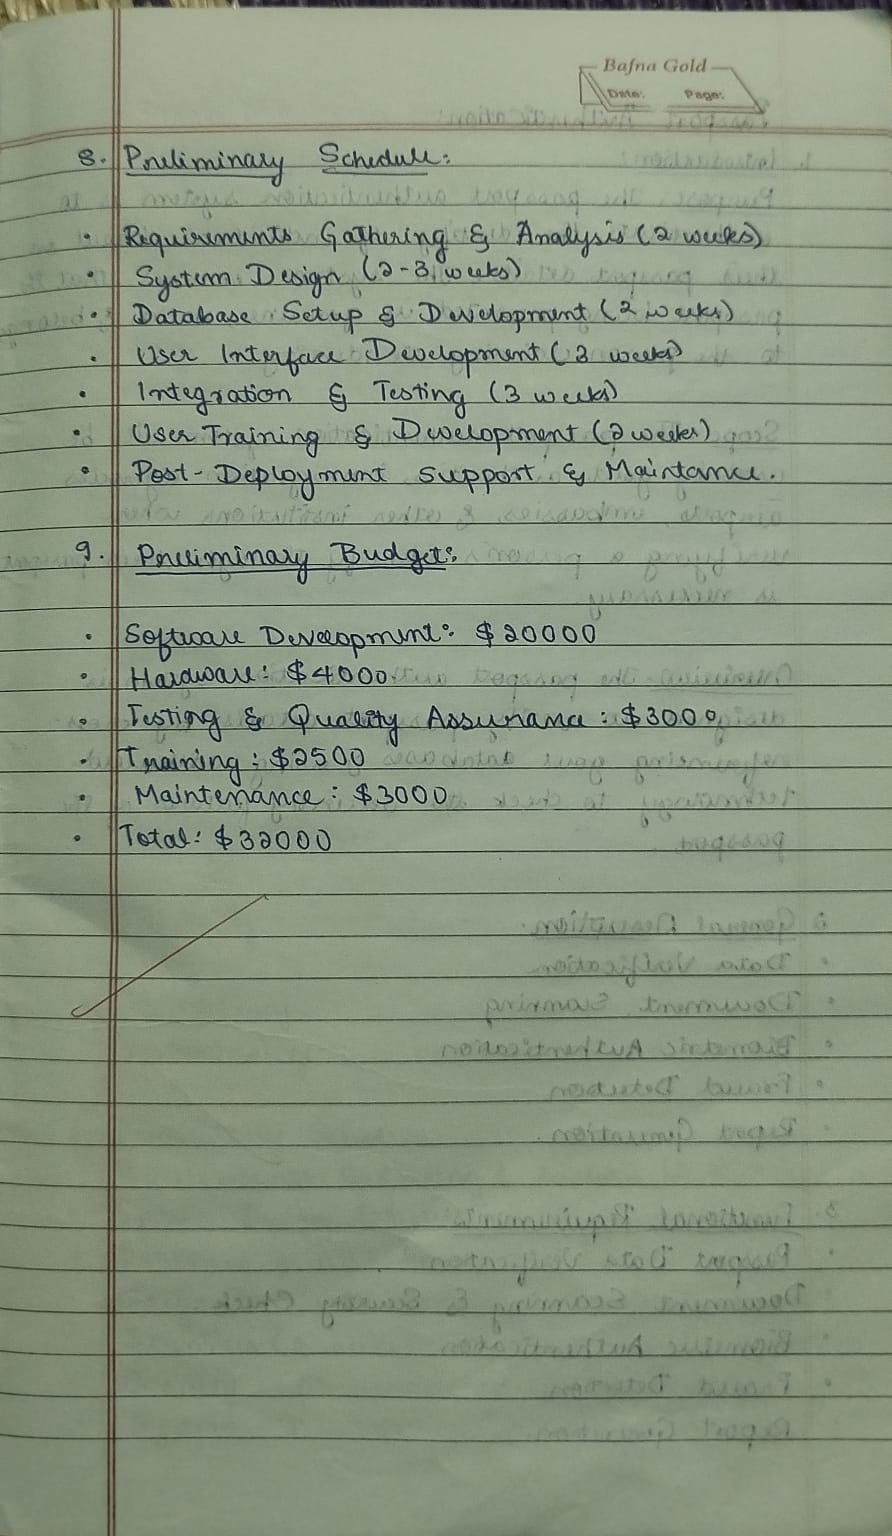 Bafna Gold
Date: Page:
8. Preliminary Schedule:
• Requirements Gathering & Analysis (2 weeks)
• System Design (2-3 weeks)
• Database Setup & Development (2 weeks)
• User Interface Development (3 weeks)
• Integration & Testing (3 weeks)
• User Training & Development (2 weeks)
• Post-Deployment support & Maintance.
9. Preliminary Budget:
• Software Development: $20000
• Hardware: $4000
• Testing & Quality Assurance: $3000
• Training: $2500
• Maintenance: $3000
• Total: $32000